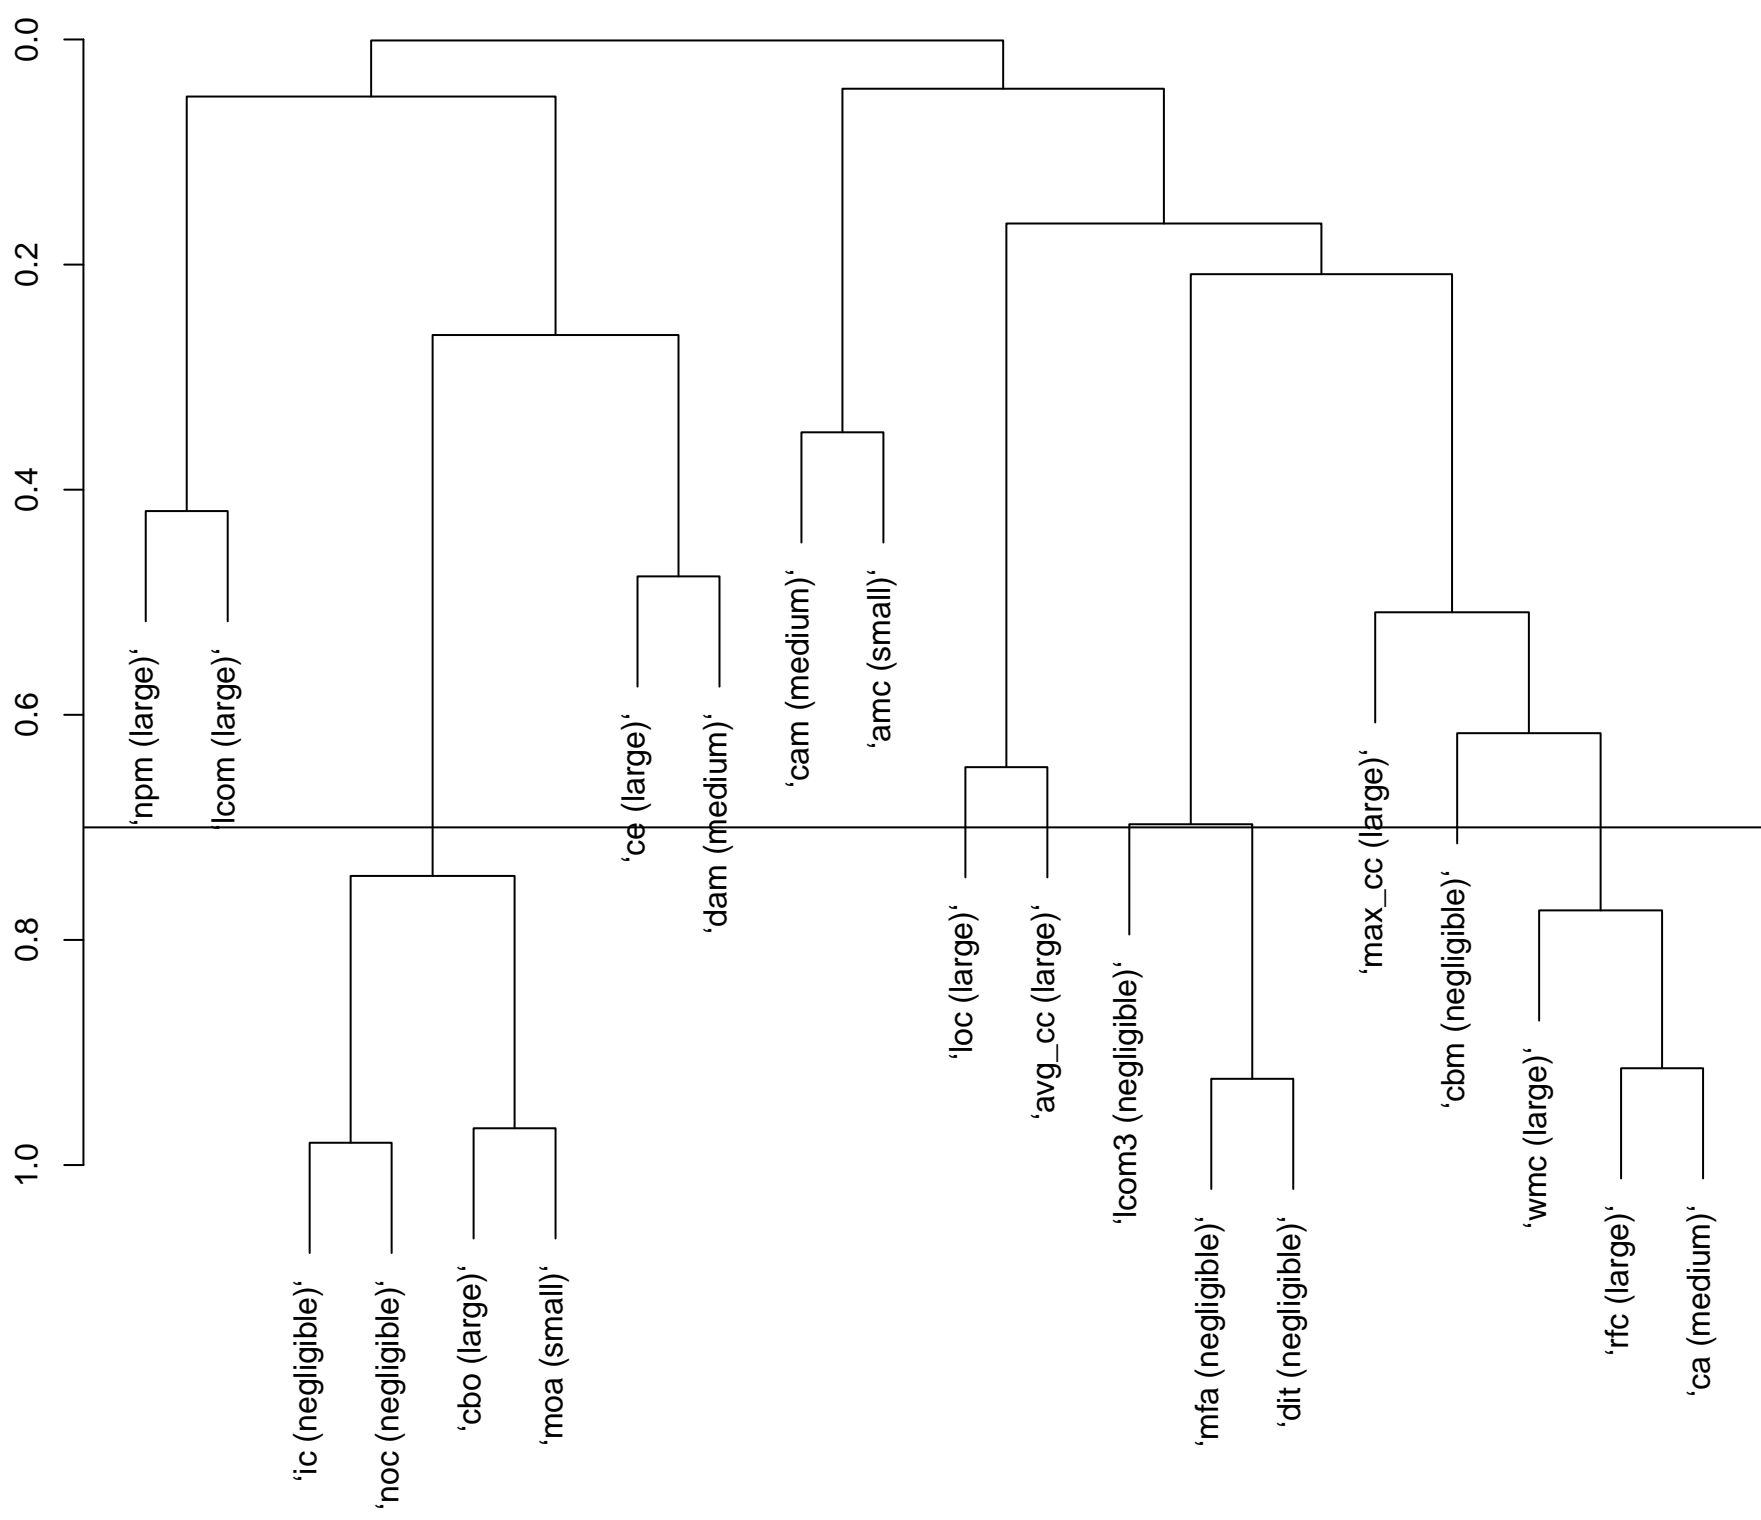 0.0
0.2
0.4
0.6
0.8
1.0
‘npm (large)‘
‘lcom (large)‘
‘ic (negligible)‘
‘noc (negligible)‘
‘cbo (large)‘
‘moa (small)‘
‘ce (large)‘
‘dam (medium)‘
‘cam (medium)‘
‘amc (small)‘
‘loc (large)‘
‘avg_cc (large)‘
‘lcom3 (negligible)‘
‘mfa (negligible)‘
‘dit (negligible)‘
‘max_cc (large)‘
‘cbm (negligible)‘
‘wmc (large)‘
‘rfc (large)‘
‘ca (medium)‘